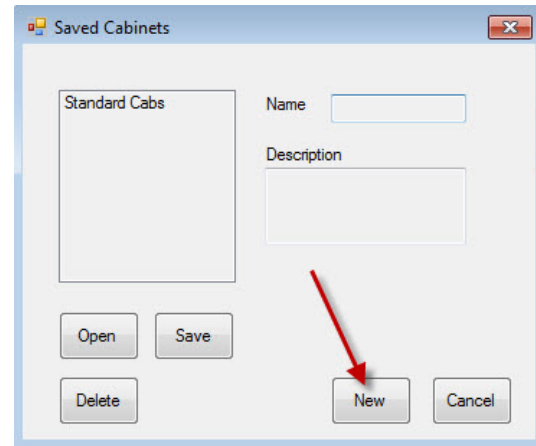 Saved Cabinets
Standard Cabs
Name
Description
Open
Save
Delete
New
Cancel